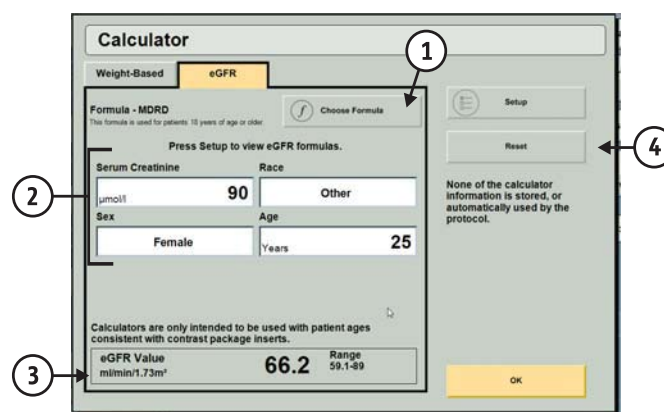 Calculator
1
Weight-Based
eGFR
Formula - MDRD
This formula is used for patients 18 years of age or older.
f
Choose Formula
Setup
Press Setup to view eGFR formulas.
Reset
4
2
Serum Creatinine
Race
µmol/l
90
Other
Sex
Age
Female
Years
25
None of the calculator
information is stored, or
automatically used by the
protocol.
Calculators are only intended to be used with patient ages
consistent with contrast package inserts.
3
eGFR Value
ml/min/1.73m²
66.2
Range
59.1-89
OK